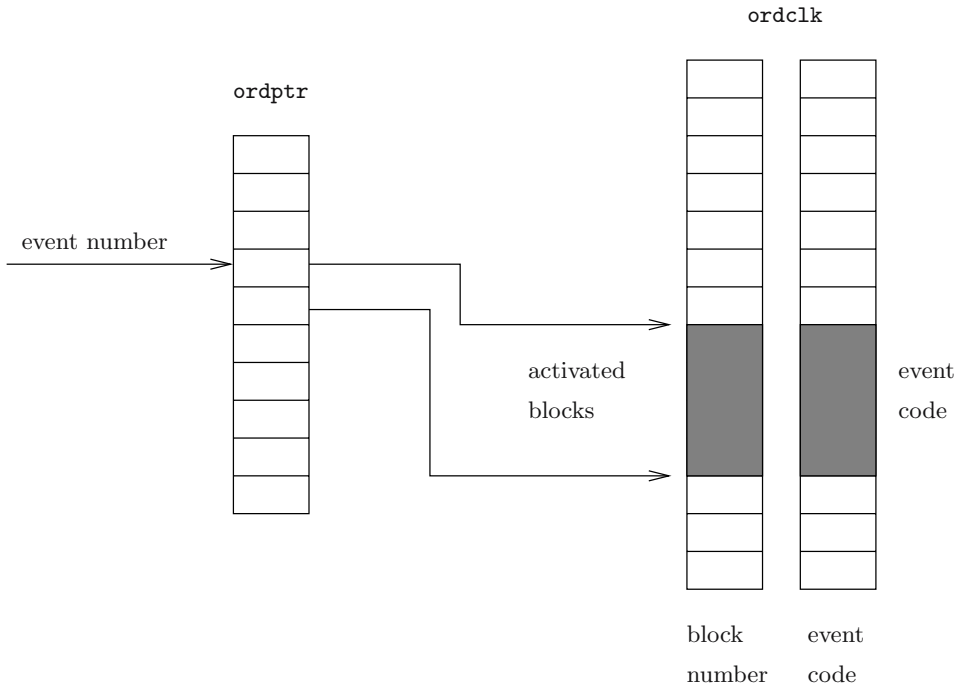 ordclk
ordptr
event number
activated
blocks
event
code
block
number
event
code